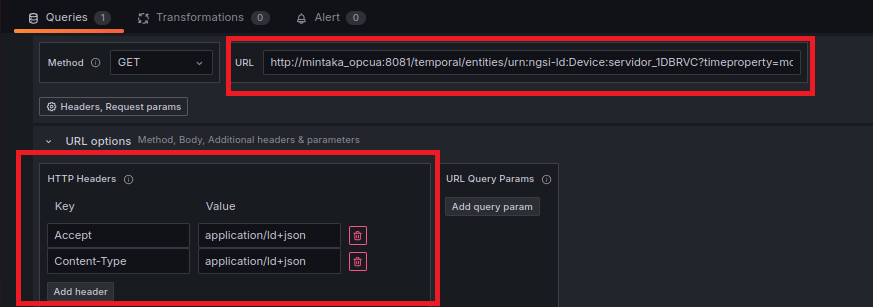 Queries 1 Transformations 0 Alert 0
Method GET URL http://mintaka_opcua:8081/temporal/entities/urn:ngsi-ld:Device:servidor_1DBRVC?timeproperty=mo
Headers, Request params
URL options Method, Body, Additional headers & parameters
HTTP Headers URL Query Params
Key Value Add query param
Accept application/ld+json
Content-Type application/ld+json
Add header